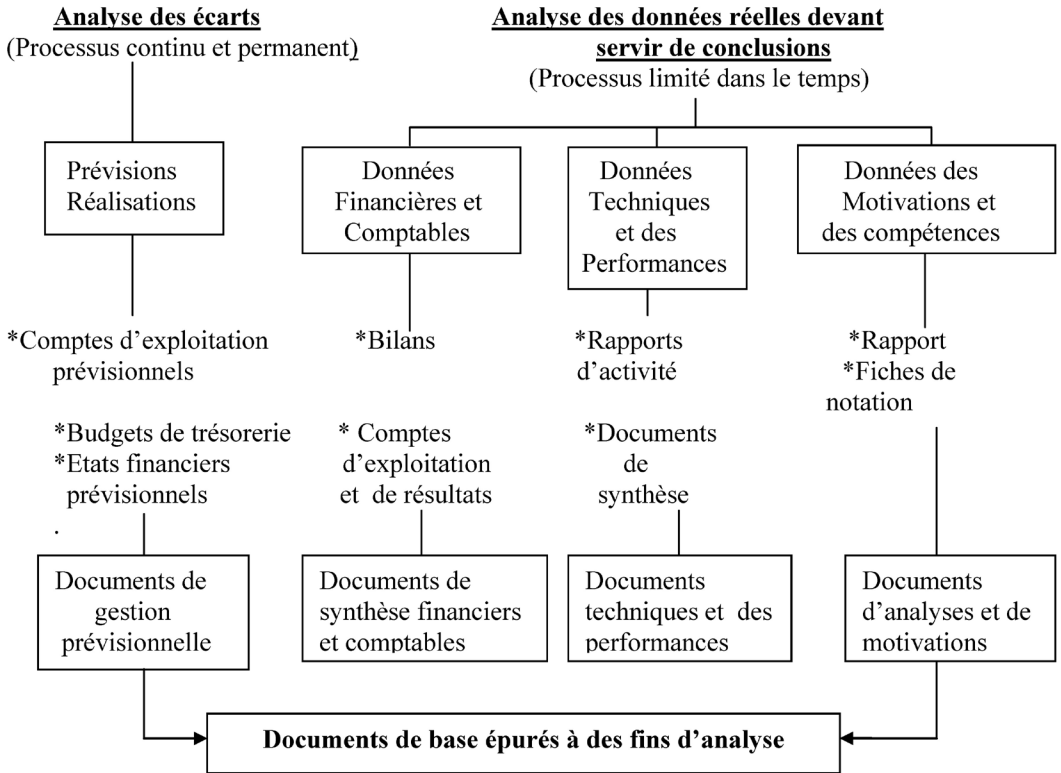 Analyse des écarts
(Processus continu et permanent)
Analyse des données réelles devant
servir de conclusions
(Processus limité dans le temps)
Prévisions
Réalisations
Données
Financières et
Comptables
Données
Techniques
et des
Performances
Données des
Motivations et
des compétences
*Comptes d’exploitation
prévisionnels
*Budgets de trésorerie
*Etats financiers
prévisionnels
.
*Bilans
* Comptes
d’exploitation
et de résultats
*Rapports
d’activité
*Documents
de
synthèse
*Rapport
*Fiches de
notation
Documents de
gestion
prévisionnelle
Documents de
synthèse financiers
et comptables
Documents
techniques et des
performances
Documents
d’analyses et de
motivations
Documents de base épurés à des fins d’analyse